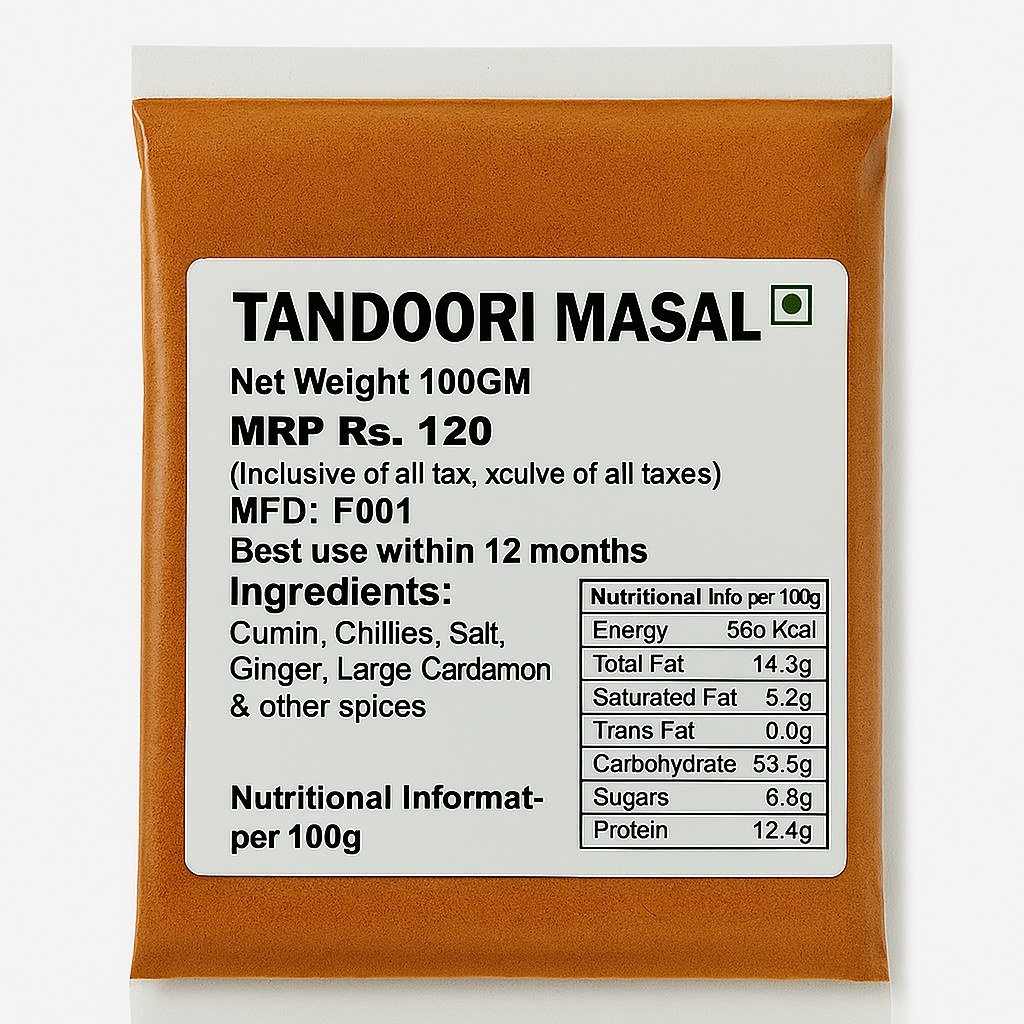 TANDOORI MASAL
Net Weight 100GM
MRP Rs. 120
(Inclusive of all tax, xculve of all taxes)
MFD: F001
Best use within 12 months
Ingredients:
Cumin, Chillies, Salt,
Ginger, Large Cardamon
& other spices
Nutritional Informat-
per 100g
Nutritional Info per 100g
Energy 56o Kcal
Total Fat 14.3g
Saturated Fat 5.2g
Trans Fat 0.0g
Carbohydrate 53.5g
Sugars 6.8g
Protein 12.4g